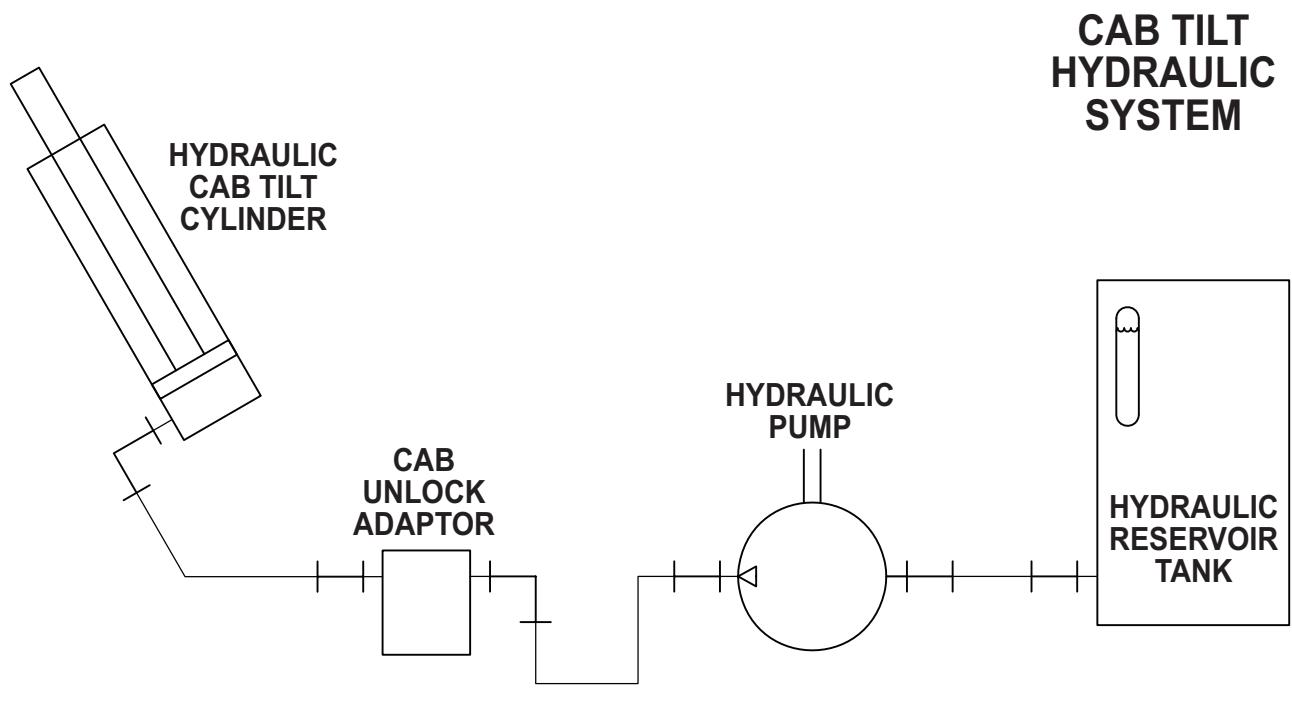 CAB TILT
HYDRAULIC
SYSTEM
HYDRAULIC
CAB TILT
CYLINDER
HYDRAULIC
PUMP
CAB
UNLOCK
ADAPTOR
HYDRAULIC
RESERVOIR
TANK